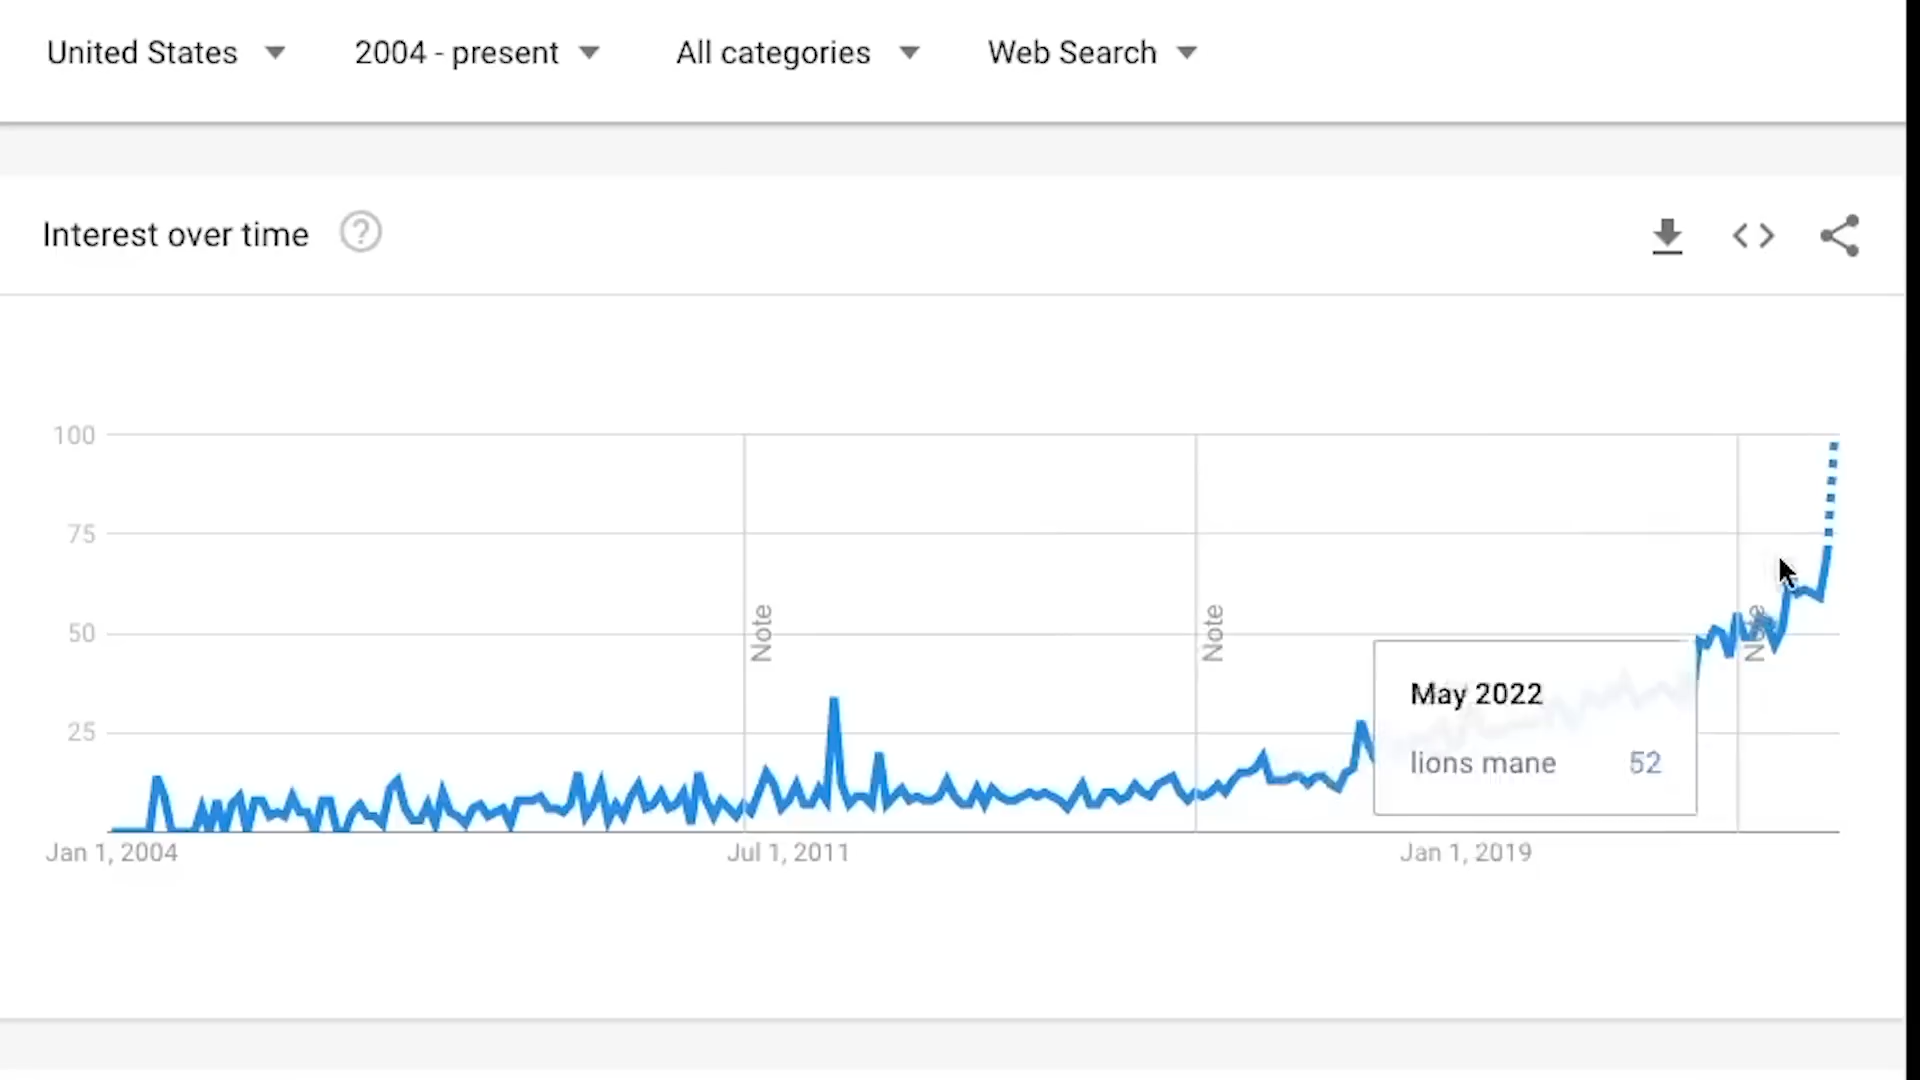 United States 2004 - present All categories Web Search
Interest over time ?
100
75
50
25
Note
Note
Note
May 2022
lions mane 52
Jan 1, 2004 Jul 1, 2011 Jan 1, 2019